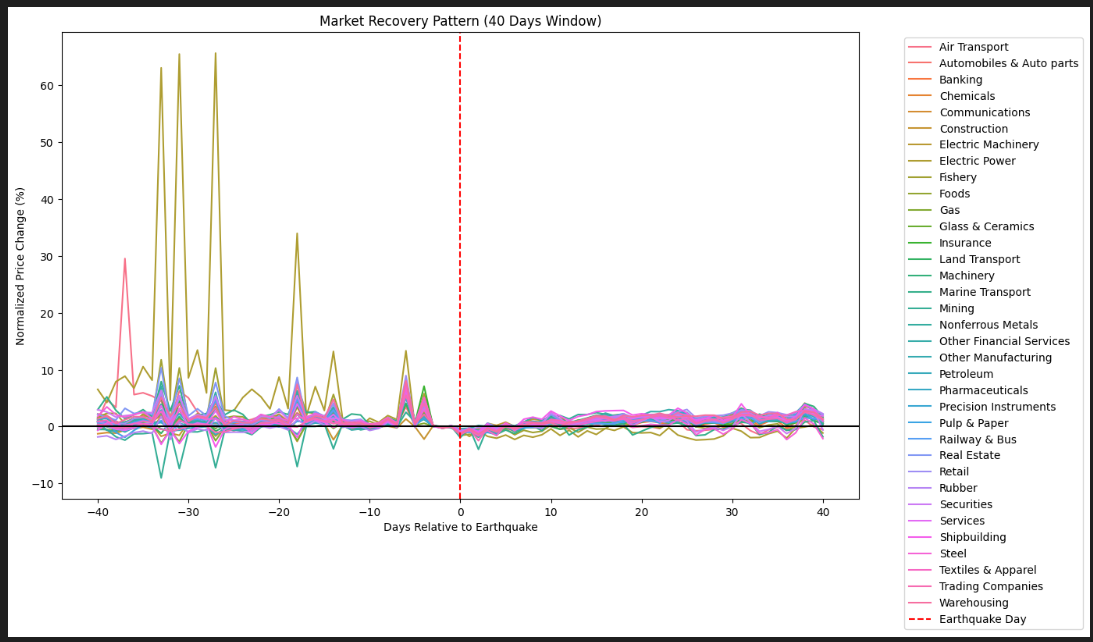 Market Recovery Pattern (40 Days Window)
Normalized Price Change (%)
60
50
40
30
20
10
0
−10
−40
−30
−20
−10
0
10
20
30
40
Days Relative to Earthquake
Air Transport
Automobiles & Auto parts
Banking
Chemicals
Communications
Construction
Electric Machinery
Electric Power
Fishery
Foods
Gas
Glass & Ceramics
Insurance
Land Transport
Machinery
Marine Transport
Mining
Nonferrous Metals
Other Financial Services
Other Manufacturing
Petroleum
Pharmaceuticals
Precision Instruments
Pulp & Paper
Railway & Bus
Real Estate
Retail
Rubber
Securities
Services
Shipbuilding
Steel
Textiles & Apparel
Trading Companies
Warehousing
Earthquake Day